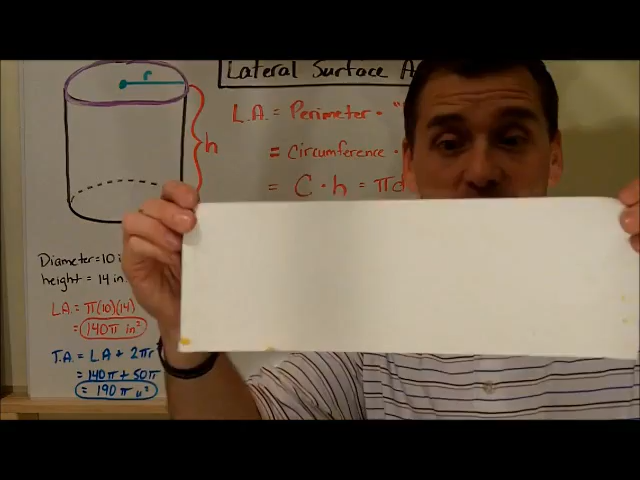 r
Lateral Surface
L.A. = Perimeter •
h
= Circumference •
= C • h = πd
Diameter = 10
height = 14 in.
L.A. = π(10)(14)
= 140π in²
T.A. = LA + 2πr
= 140π + 50π
= 190π in²